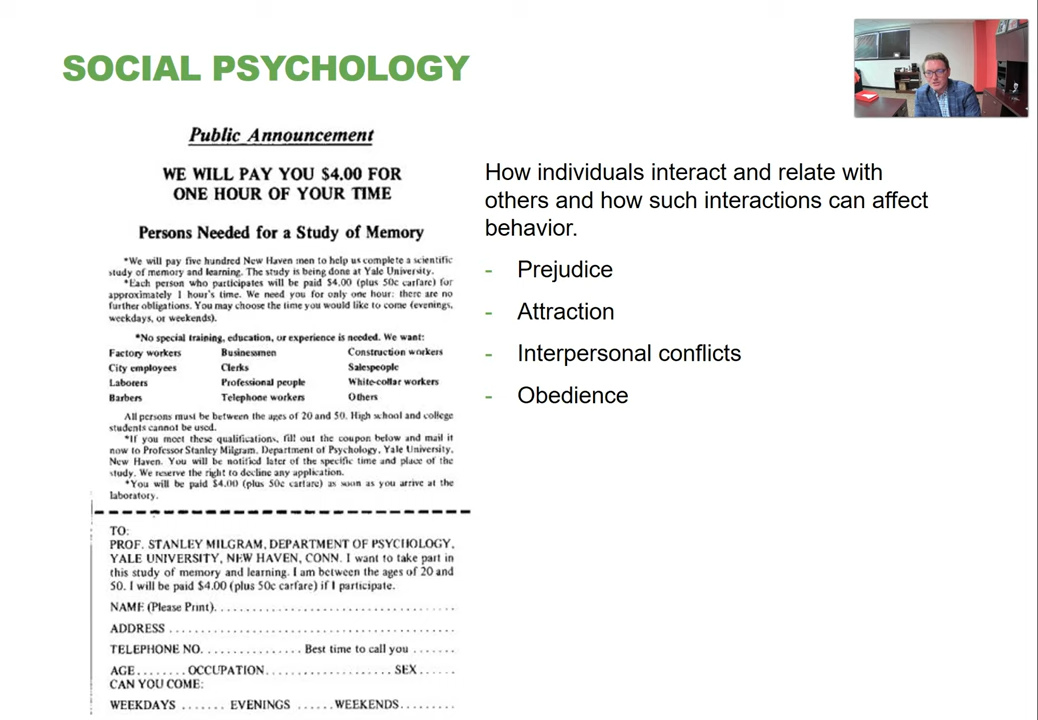 SOCIAL PSYCHOLOGY
Public Announcement
WE WILL PAY YOU $4.00 FOR
ONE HOUR OF YOUR TIME
Persons Needed for a Study of Memory
*We will pay five hundred New Haven men to help us complete a scientific
study of memory and learning. The study is being done at Yale University.
*Each person who participates will be paid $4.00 (plus 50c carfare) for
approximately 1 hour's time. We need you for only one hour: there are no
further obligations. You may choose the time you would like to come (evenings,
weekdays, or weekends).
*No special training, education, or experience is needed. We want:
Factory workers Businessmen Construction workers
City employees Clerks Salespeople
Laborers Professional people White-collar workers
Barbers Telephone workers Others
All persons must be between the ages of 20 and 50. High school and college
students cannot be used.
*If you meet these qualifications, fill out the coupon below and mail it
now to Professor Stanley Milgram, Department of Psychology, Yale University,
New Haven. You will be notified later of the specific time and place of the
study. We reserve the right to decline any application.
*You will be paid $4.00 (plus 50c carfare) as soon as you arrive at the
laboratory.
TO:
PROF. STANLEY MILGRAM, DEPARTMENT OF PSYCHOLOGY,
YALE UNIVERSITY, NEW HAVEN, CONN. I want to take part in
this study of memory and learning. I am between the ages of 20 and
50. I will be paid $4.00 (plus 50c carfare) if I participate.
NAME (Please Print)
ADDRESS
TELEPHONE NO. Best time to call you
AGE OCCUPATION SEX
CAN YOU COME:
WEEKDAYS EVENINGS WEEKENDS
How individuals interact and relate with
others and how such interactions can affect
behavior.
- Prejudice
- Attraction
- Interpersonal conflicts
- Obedience